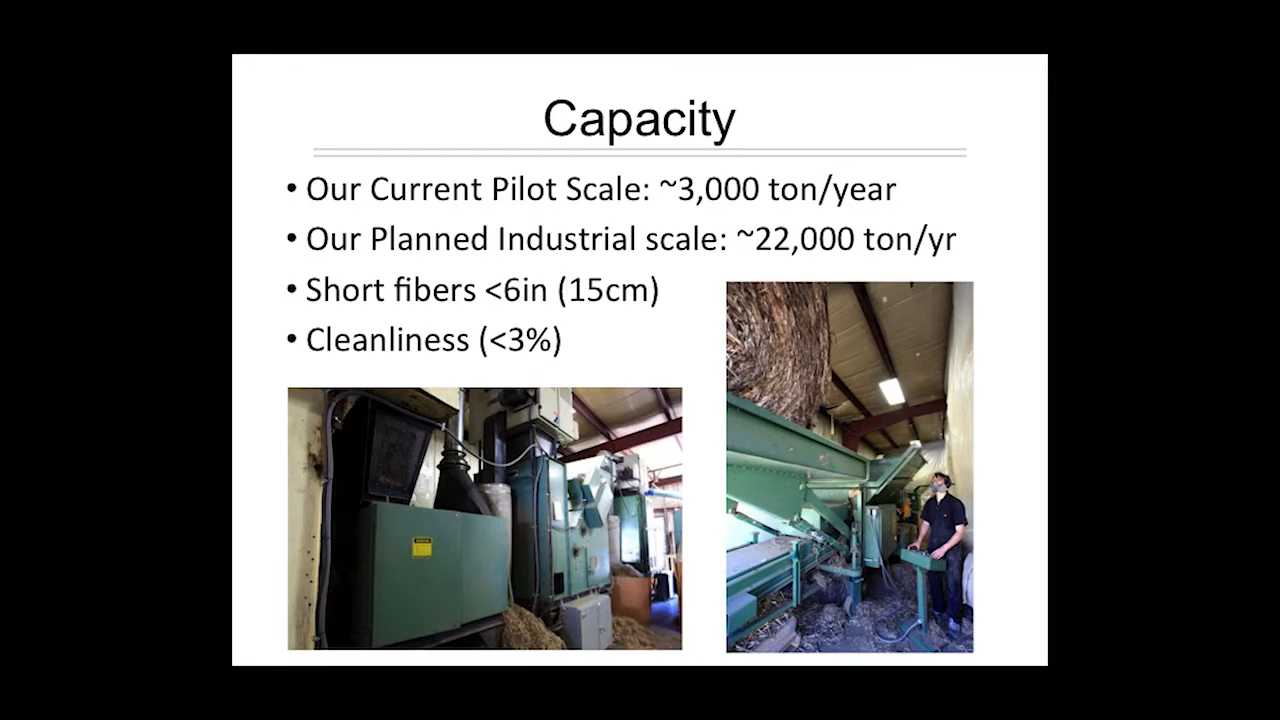 Capacity
• Our Current Pilot Scale: ~3,000 ton/year
• Our Planned Industrial scale: ~22,000 ton/yr
• Short fibers <6in (15cm)
• Cleanliness (<3%)